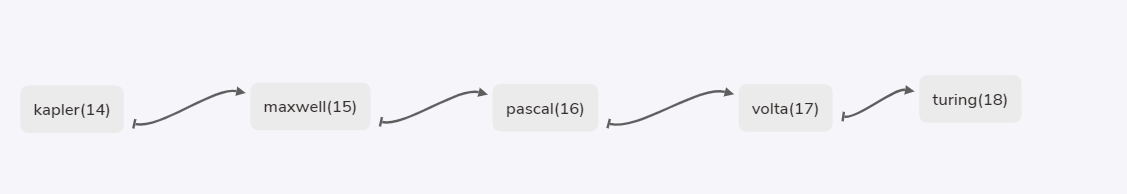 kapler(14)
maxwell(15)
pascal(16)
volta(17)
turing(18)